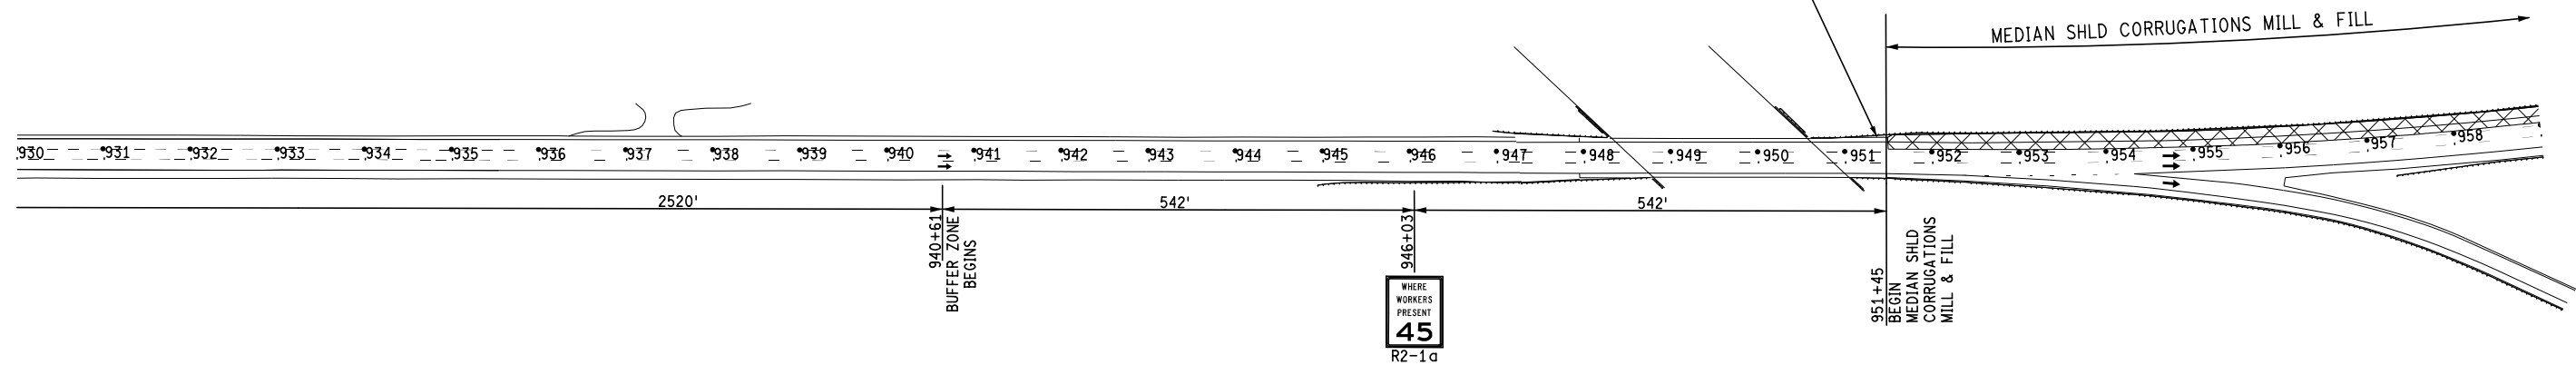 MEDIAN SHLD CORRUGATIONS MILL & FILL
930 931 932 933 934 935 936 937 938 939 940 941 942 943 944 945 946 947 948 949 950 951 952 953 954 955 956 957 958
2520' 542' 542'
940+61
BUFFER ZONE
BEGINS
946+03
WHERE
WORKERS
PRESENT
45
R2-1a
951+45
BEGIN
MEDIAN SHLD
CORRUGATIONS
MILL & FILL